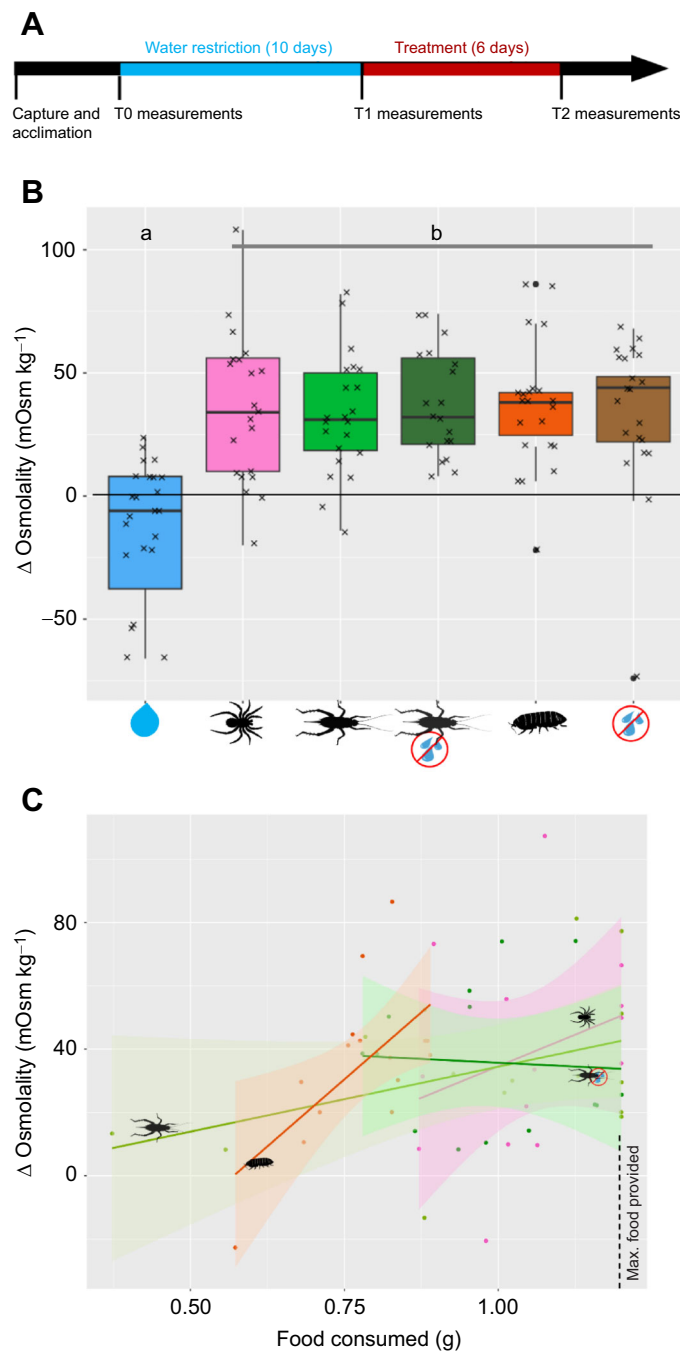 A
Water restriction (10 days)
Treatment (6 days)
Capture and
acclimation
T0 measurements
T1 measurements
T2 measurements
B
a
b
100
50
0
−50
Δ Osmolality (mOsm kg−1)
C
80
40
0
Δ Osmolality (mOsm kg−1)
Max. food provided
0.50
0.75
1.00
Food consumed (g)